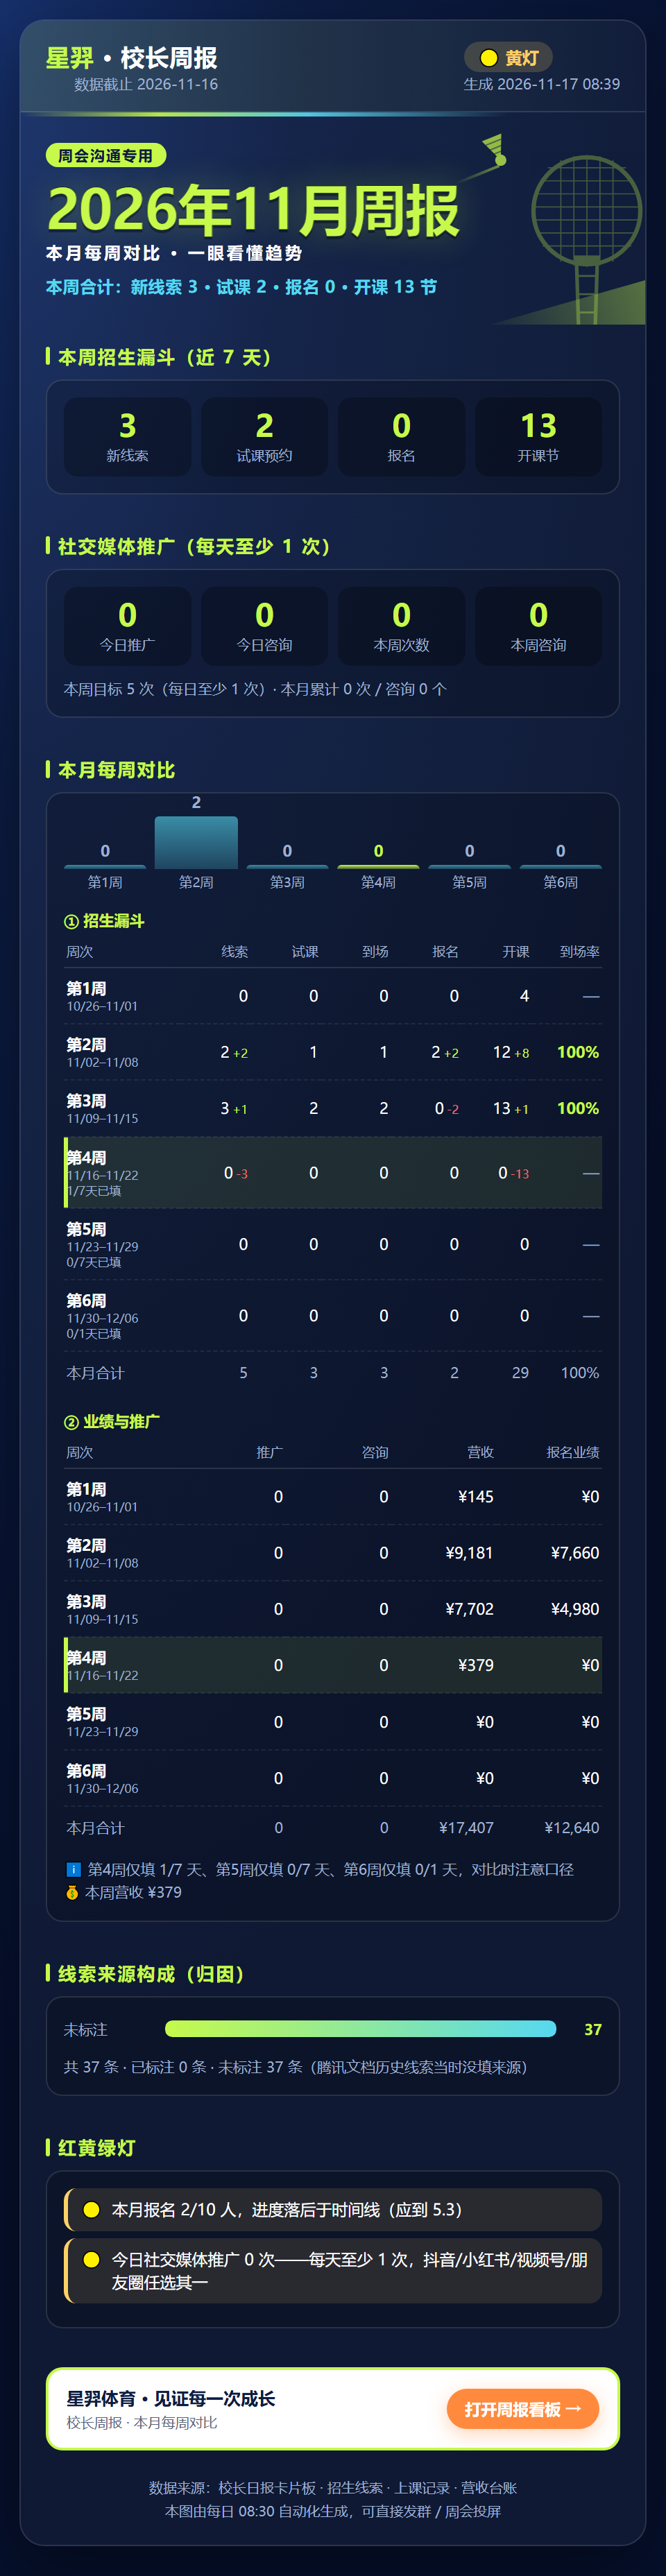 星羿 · 校长周报
数据截止 2026-11-16
黄灯
生成 2026-11-17 08:39
周会沟通专用
2026年11月周报
本月每周对比 · 一眼看懂趋势
本周合计：新线索 3 · 试课 2 · 报名 0 · 开课 13 节
本周招生漏斗（近 7 天）
3 2 0 13
新线索 试课预约 报名 开课节
社交媒体推广（每天至少 1 次）
0 0 0 0
今日推广 今日咨询 本周次数 本周咨询
本周目标 5 次（每日至少 1 次）· 本月累计 0 次 / 咨询 0 个
本月每周对比
0 2 0 0 0 0
第1周 第2周 第3周 第4周 第5周 第6周
① 招生漏斗
周次 线索 试课 到场 报名 开课 到场率
第1周 0 0 0 0 4 —
10/26–11/01
第2周 2 +2 1 1 2 +2 12 +8 100%
11/02–11/08
第3周 3 +1 2 2 0 -2 13 +1 100%
11/09–11/15
第4周 0 -3 0 0 0 0 -13 —
11/16–11/22
1/7天已填
第5周 0 0 0 0 0 —
11/23–11/29
0/7天已填
第6周 0 0 0 0 0 —
11/30–12/06
0/1天已填
本月合计 5 3 3 2 29 100%
② 业绩与推广
周次 推广 咨询 营收 报名业绩
第1周 0 0 ¥145 ¥0
10/26–11/01
第2周 0 0 ¥9,181 ¥7,660
11/02–11/08
第3周 0 0 ¥7,702 ¥4,980
11/09–11/15
第4周 0 0 ¥379 ¥0
11/16–11/22
第5周 0 0 ¥0 ¥0
11/23–11/29
第6周 0 0 ¥0 ¥0
11/30–12/06
本月合计 0 0 ¥17,407 ¥12,640
ℹ️ 第4周仅填 1/7 天、第5周仅填 0/7 天、第6周仅填 0/1 天，对比时注意口径
💰 本周营收 ¥379
线索来源构成（归因）
未标注 37
共 37 条 · 已标注 0 条 · 未标注 37 条（腾讯文档历史线索当时没填来源）
红黄绿灯
本月报名 2/10 人，进度落后于时间线（应到 5.3）
今日社交媒体推广 0 次——每天至少 1 次，抖音/小红书/视频号/朋
友圈任选其一
星羿体育 · 见证每一次成长
校长周报 · 本月每周对比
打开周报看板 →
数据来源：校长日报卡片板 · 招生线索 · 上课记录 · 营收台账
本图由每日 08:30 自动化生成，可直接发群 / 周会投屏